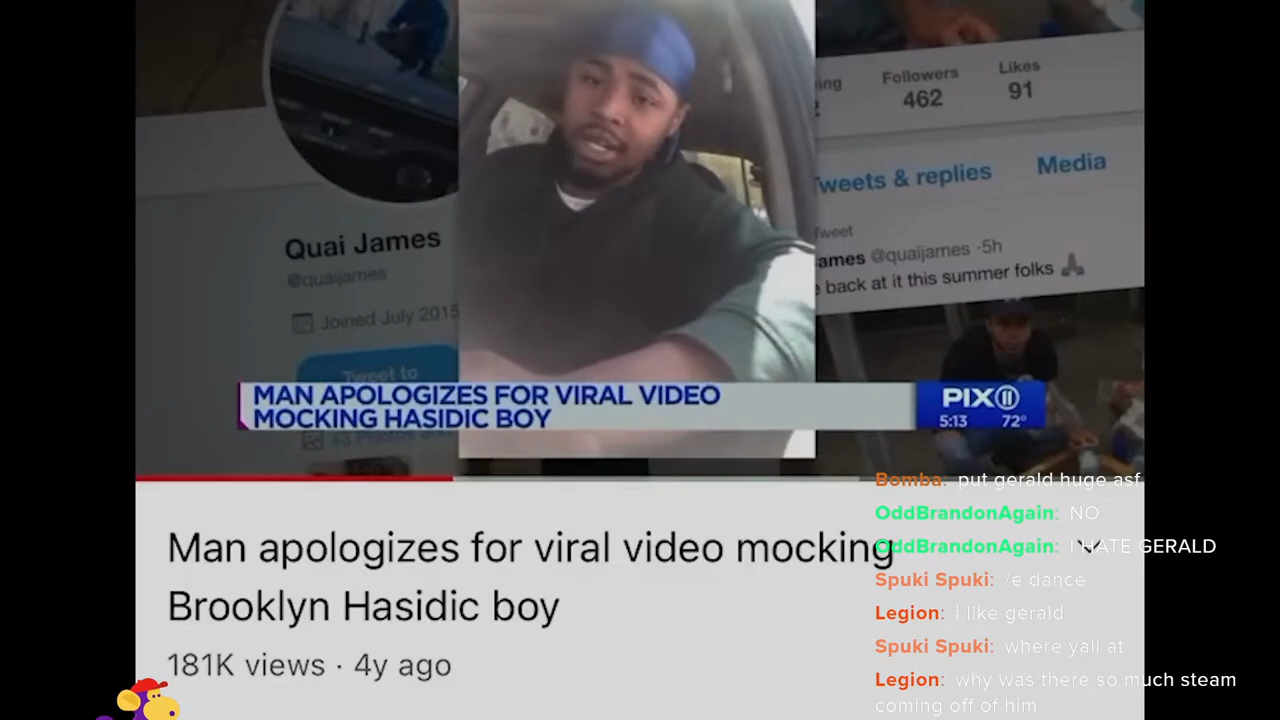 Followers
Likes
462
91
Tweets & replies
Media
Quai James
@quaijames
Joined July 2015
Tweet to
Tweet
ames @quaijames ·5h
back at it this summer folks 🙏🏽
MAN APOLOGIZES FOR VIRAL VIDEO
MOCKING HASIDIC BOY
PIX11
5:13 72°
Man apologizes for viral video mocking
Brooklyn Hasidic boy
181K views · 4y ago
Bomba: put gerald huge asf
OddBrandonAgain: NO
OddBrandonAgain: I HATE GERALD
Spuki Spuki: /e dance
Legion: i like gerald
Spuki Spuki: where yall at
Legion: why was there so much steam
coming off of him